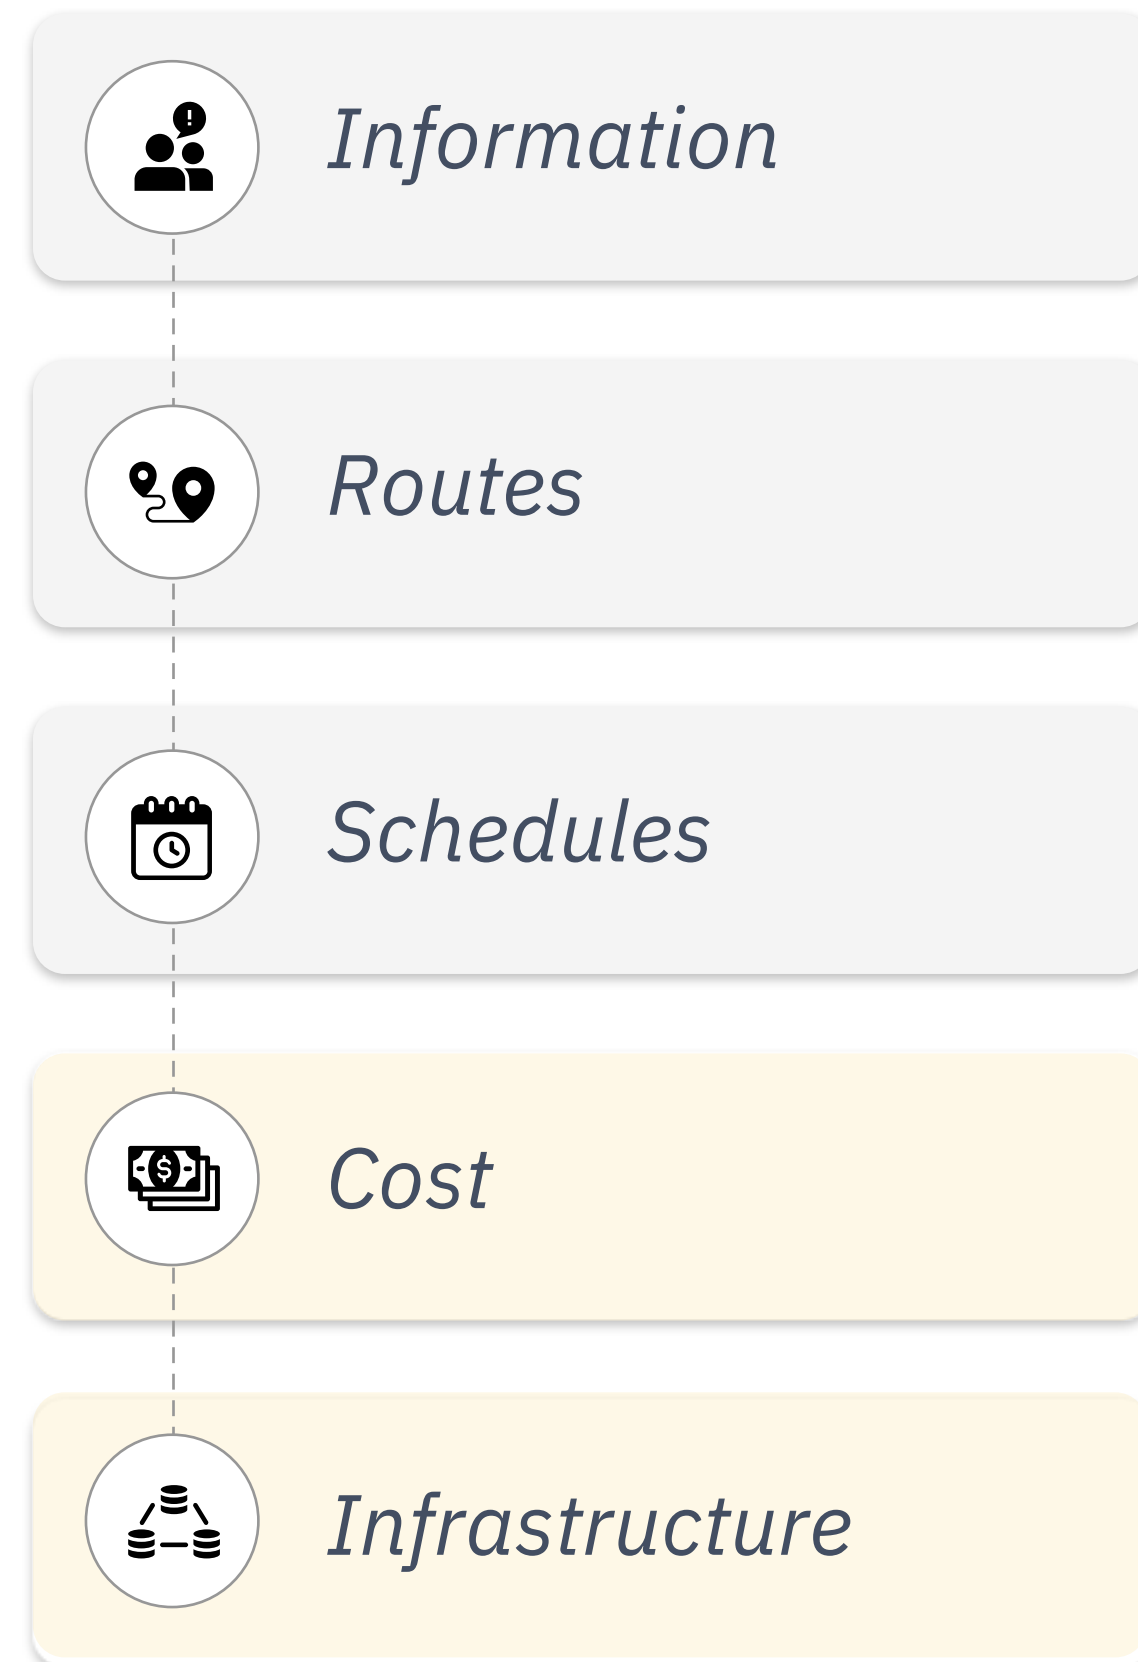 Information
Routes
Schedules
Cost
Infrastructure